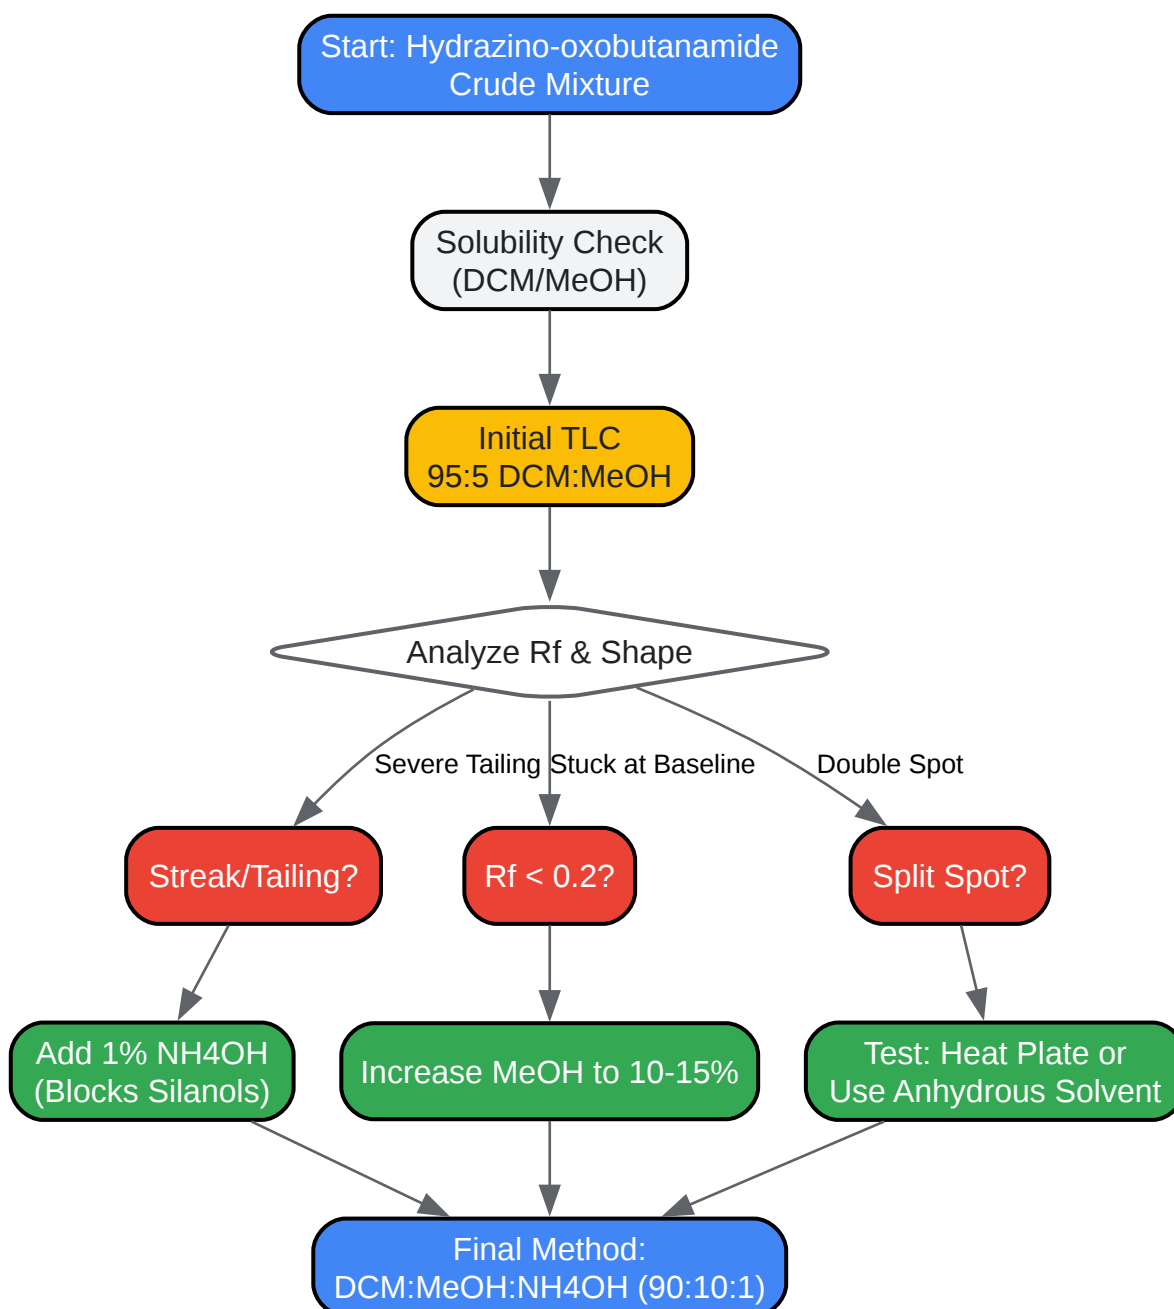 Start: Hydrazino-oxobutanamide
Crude Mixture
Solubility Check
(DCM/MeOH)
Initial TLC
95:5 DCM:MeOH
Analyze Rf & Shape
Severe Tailing
Stuck at Baseline
Double Spot
Streak/Tailing?
Rf < 0.2?
Split Spot?
Add 1% NH4OH
(Blocks Silanols)
Increase MeOH to 10-15%
Test: Heat Plate or
Use Anhydrous Solvent
Final Method:
DCM:MeOH:NH4OH (90:10:1)